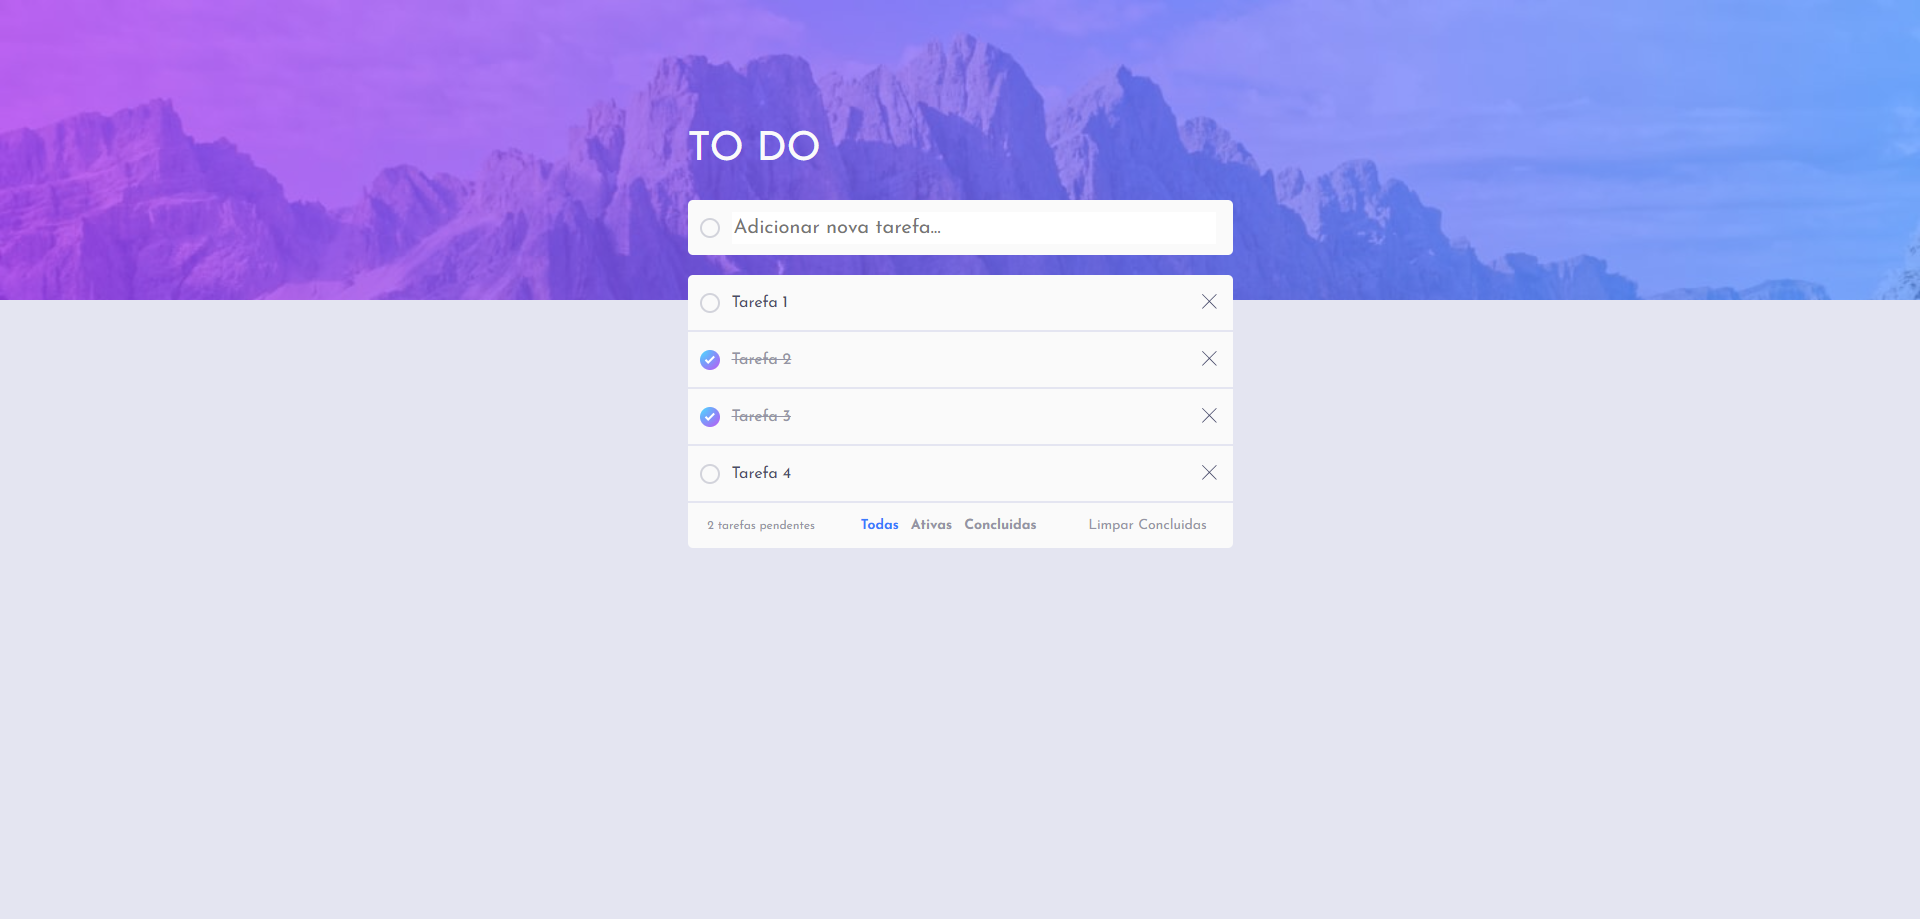 TO DO
Adicionar nova tarefa...
Tarefa 1
Tarefa 2
Tarefa 3
Tarefa 4
2 tarefas pendentes Todas Ativas Concluidas Limpar Concluidas